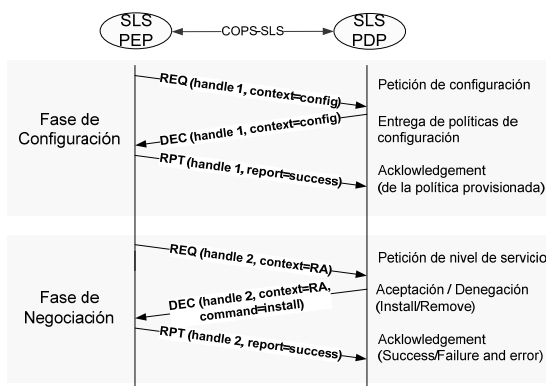 SLS
PEP
COPS-SLS
SLS
PDP
Fase de
Configuración
REQ (handle 1, context=config)
Petición de configuración
DEC (handle 1, context=config)
Entrega de políticas de
configuración
RPT (handle 1, report=success)
Acklowledgement
(de la política provisionada)
Fase de
Negociación
REQ (handle 2, context=RA)
Petición de nivel de servicio
DEC (handle 2, context=RA,
command=install)
Aceptación / Denegación
(Install/Remove)
RPT (handle 2, report=success)
Acknowledgement
(Success/Failure and error)